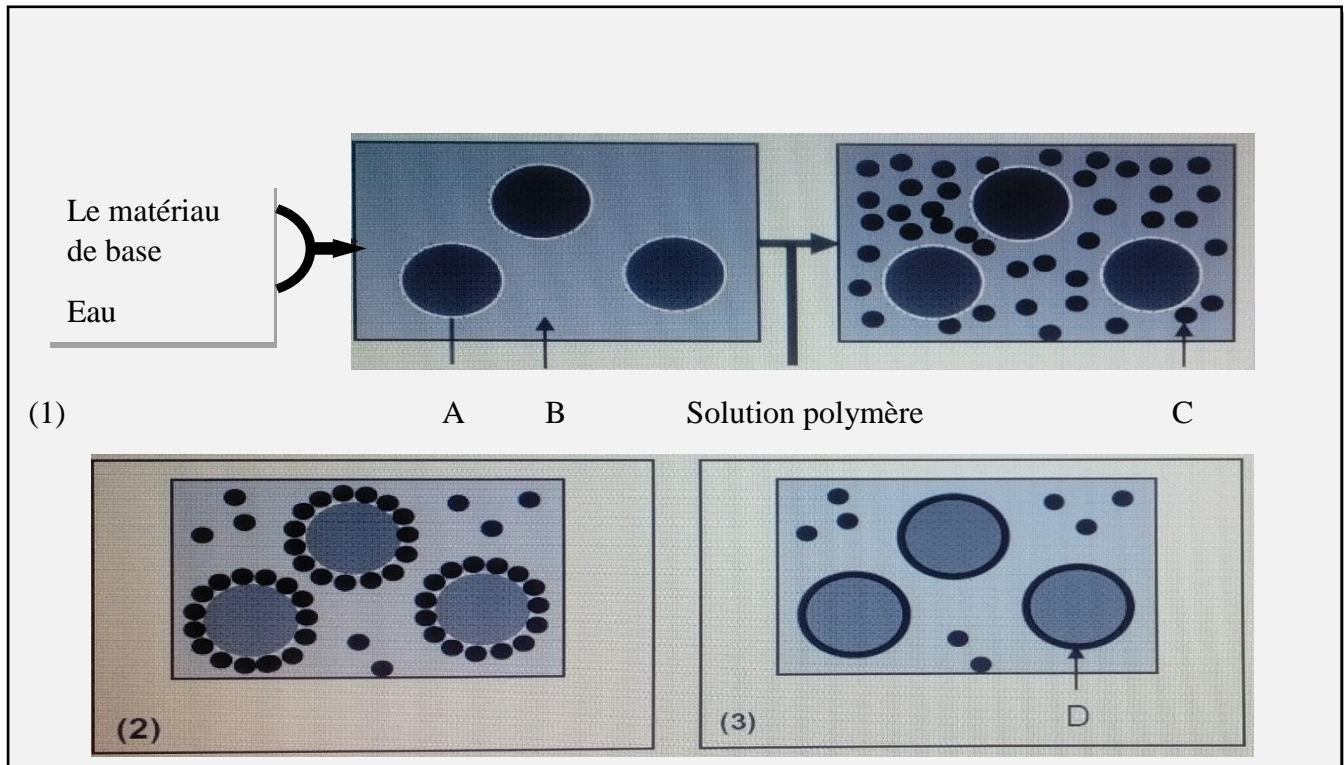 Le matériau
de base
Eau
(1)
A
B
Solution polymère
C
(2)
(3)
D